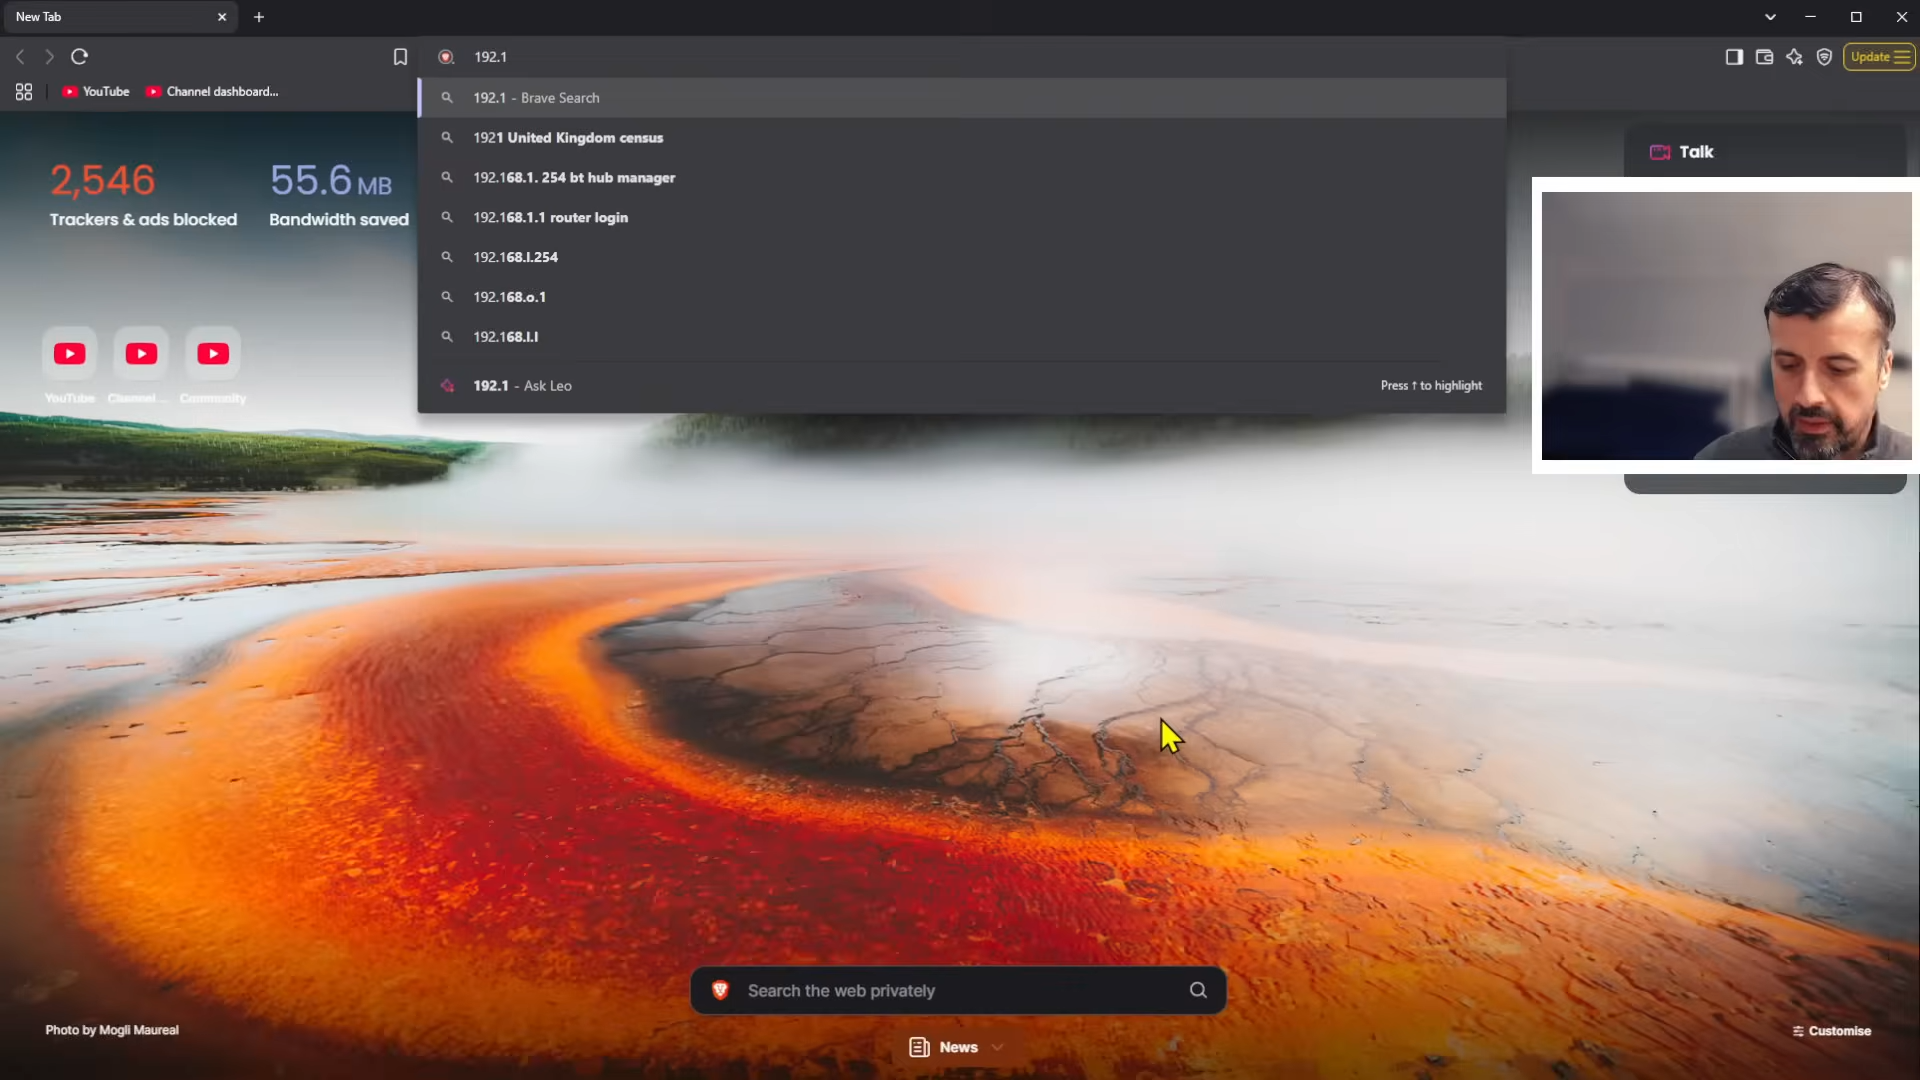 New Tab
192.1
Update
YouTube
Channel dashboard...
192.1 - Brave Search
1921 United Kingdom census
192.168.1. 254 bt hub manager
192.168.1.1 router login
192.168.l.254
192.168.o.1
192.168.l.l
192.1 - Ask Leo
Press ↑ to highlight
2,546
Trackers & ads blocked
55.6 MB
Bandwidth saved
Talk
YouTube
Channel...
Community
Search the web privately
Photo by Mogli Maureal
Customise
News